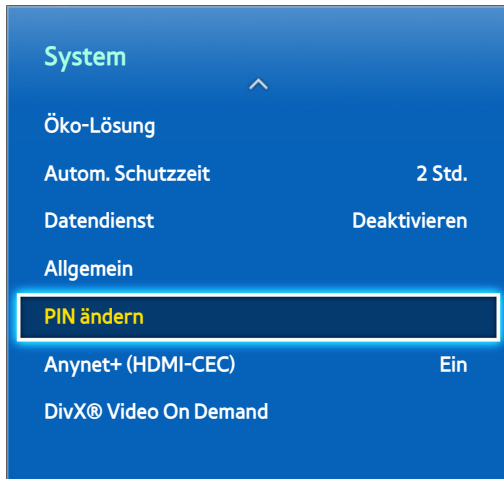 System
Öko-Lösung
Autom. Schutzzeit 2 Std.
Datendienst Deaktivieren
Allgemein
PIN ändern
Anynet+ (HDMI-CEC) Ein
DivX® Video On Demand